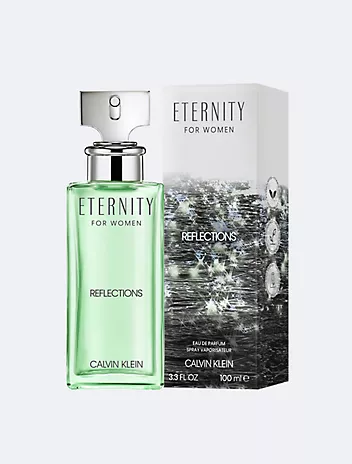 ETERNITY
FOR WOMEN
REFLECTIONS
CALVIN KLEIN
ETERNITY
FOR WOMEN
REFLECTIONS
EAU DE PARFUM
SPRAY VAPORISATEUR
CALVIN KLEIN
3.3 FL OZ 100 ml e